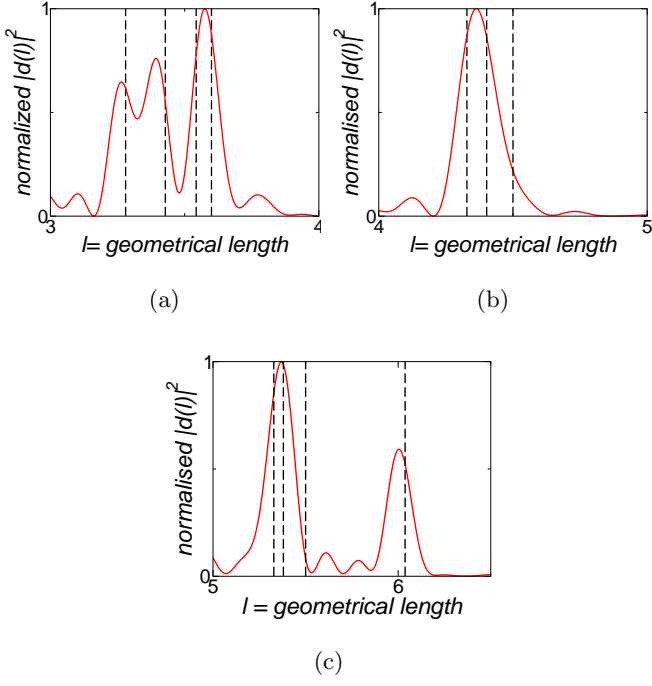 normalized |d(l)|²
1
0
3
4
l= geometrical length
(a)
normalised |d(l)|²
1
0
4
5
l= geometrical length
(b)
normalised |d(l)|²
1
0
5
6
l = geometrical length
(c)